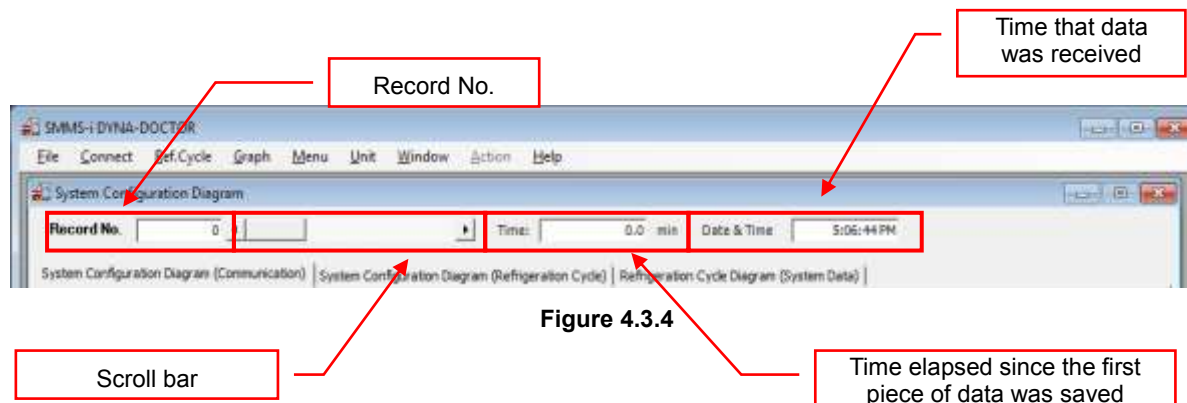 Time that data
was received
Record No.
SMMS-i DYNA-DOCTOR
File Connect Ref.Cycle Graph Menu Unit Window Action Help
System Configuration Diagram
Record No. 0 Time: 0.0 min Date & Time 5:06:44 PM
System Configuration Diagram (Communication) System Configuration Diagram (Refrigeration Cycle) Refrigeration Cycle Diagram (System Data)
Figure 4.3.4
Scroll bar
Time elapsed since the first
piece of data was saved